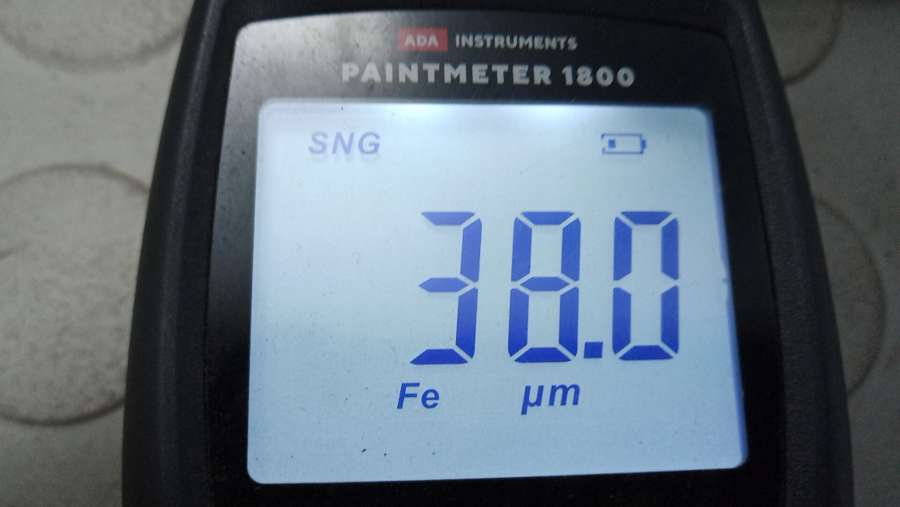 ADA INSTRUMENTS
PAINTMETER 1800
SNG
38.0
Fe µm